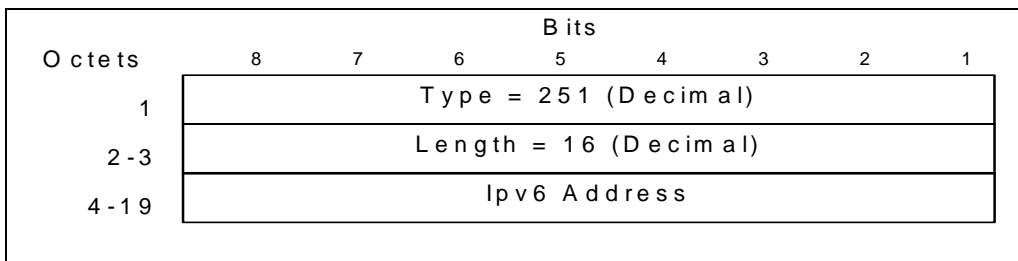 Bits
Octets 8 7 6 5 4 3 2 1
1 Type = 251 (Decimal)
2-3 Length = 16 (Decimal)
4-19 Ipv6 Address